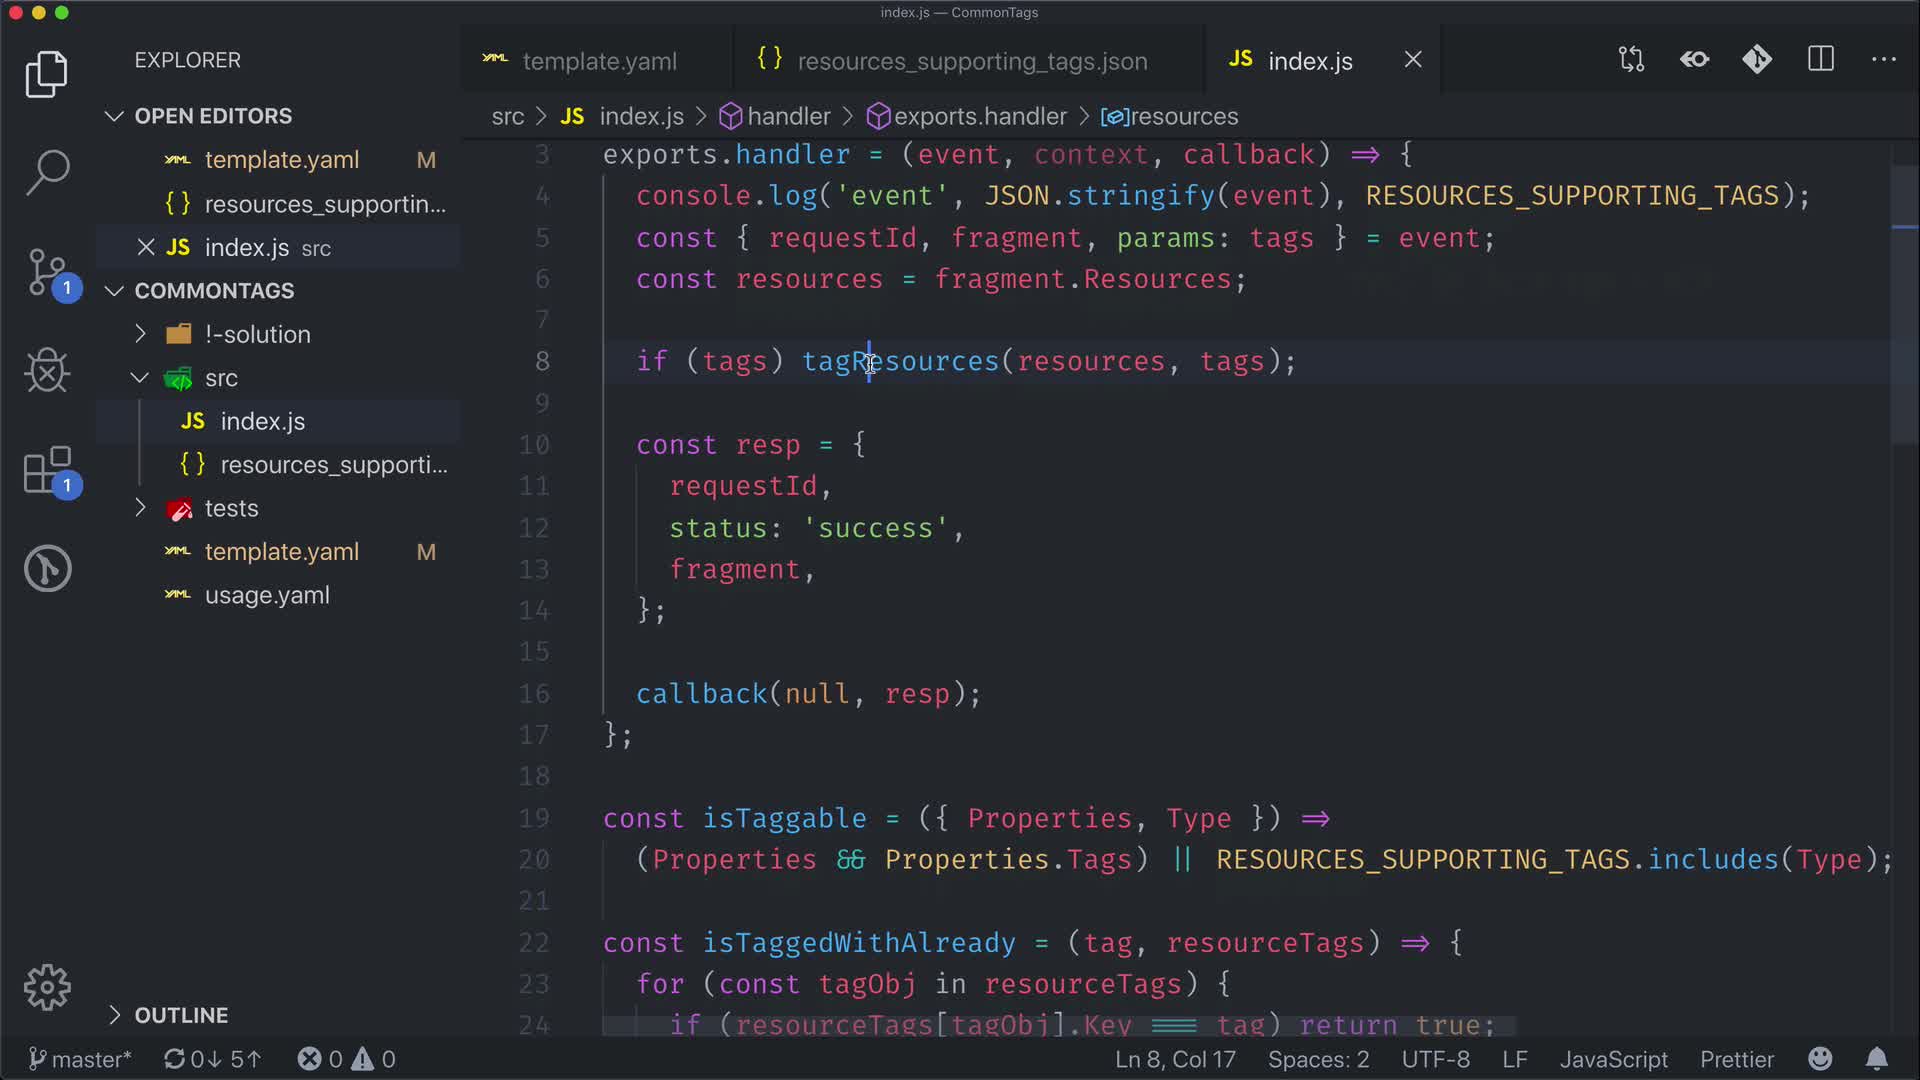 index.js — CommonTags
EXPLORER
OPEN EDITORS
template.yaml M
{ } resources_supportin...
JS index.js src
COMMONTAGS
!-solution
src
JS index.js
{ } resources_supporti...
tests
template.yaml M
usage.yaml
OUTLINE
1
1
template.yaml
{ } resources_supporting_tags.json
JS index.js
src > JS index.js > handler > exports.handler > resources
3 exports.handler = (event, context, callback) => {
4 console.log('event', JSON.stringify(event), RESOURCES_SUPPORTING_TAGS);
5 const { requestId, fragment, params: tags } = event;
6 const resources = fragment.Resources;
7
8 if (tags) tagResources(resources, tags);
9
10 const resp = {
11 requestId,
12 status: 'success',
13 fragment,
14 };
15
16 callback(null, resp);
17 };
18
19 const isTaggable = ({ Properties, Type }) =>
20 (Properties && Properties.Tags) || RESOURCES_SUPPORTING_TAGS.includes(Type);
21
22 const isTaggedWithAlready = (tag, resourceTags) => {
23 for (const tagObj in resourceTags) {
24 if (resourceTags[tagObj].Key === tag) return true;
master* 0↓ 5↑ 0 0 Ln 8, Col 17 Spaces: 2 UTF-8 LF JavaScript Prettier